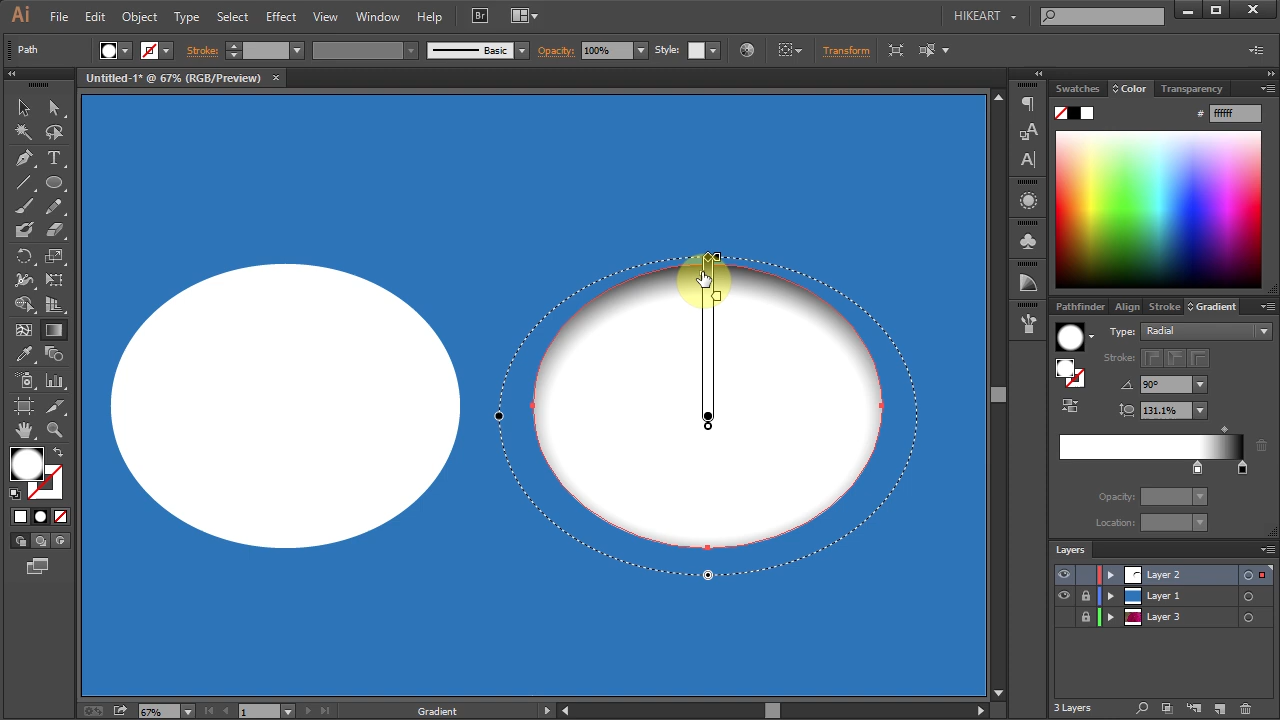 Ai File Edit Object Type Select Effect View Window Help Br HIKEART
Path Stroke: Basic Opacity: 100% Style: Transform
Untitled-1* @ 67% (RGB/Preview) ×
Swatches Color Transparency
# ffffff
Pathfinder Align Stroke Gradient
Type: Radial
Stroke:
90°
131.1%
Opacity:
Location:
Layers
Layer 2
Layer 1
Layer 3
3 Layers
67% 1 Gradient